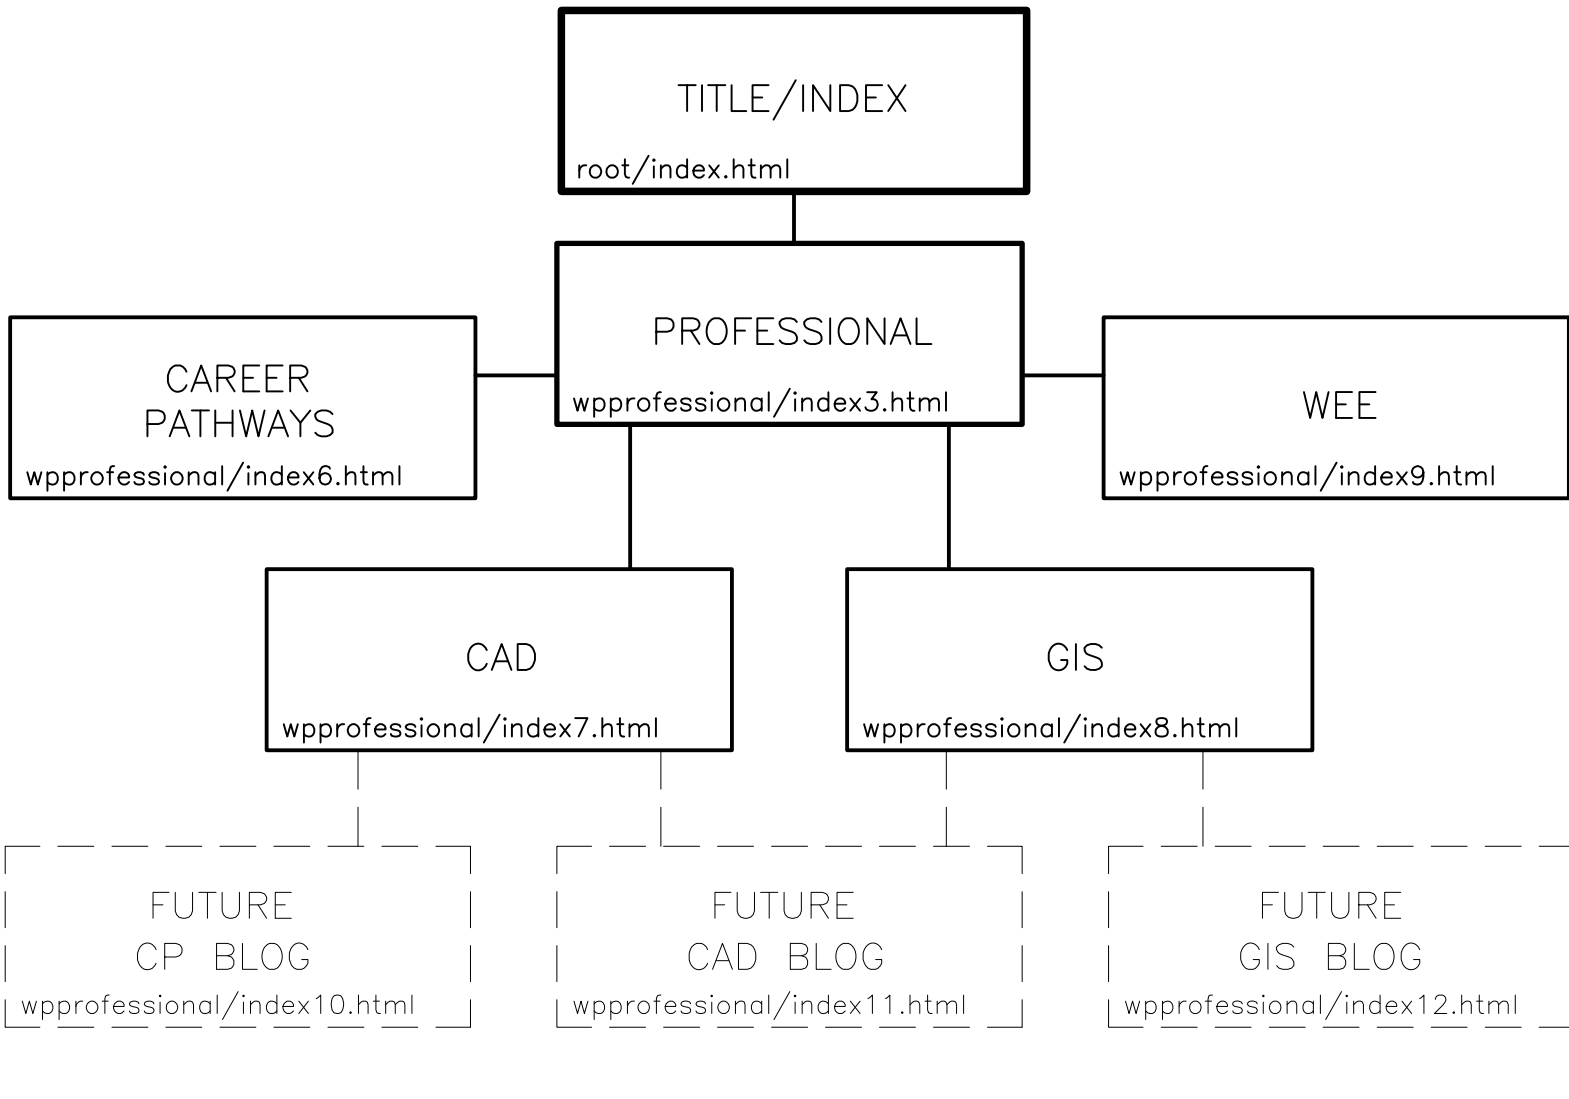 TITLE/INDEX
root/index.html
PROFESSIONAL
wpprofessional/index3.html
CAREER
PATHWAYS
wpprofessional/index6.html
WEE
wpprofessional/index9.html
CAD
wpprofessional/index7.html
GIS
wpprofessional/index8.html
FUTURE
CP BLOG
wpprofessional/index10.html
FUTURE
CAD BLOG
wpprofessional/index11.html
FUTURE
GIS BLOG
wpprofessional/index12.html